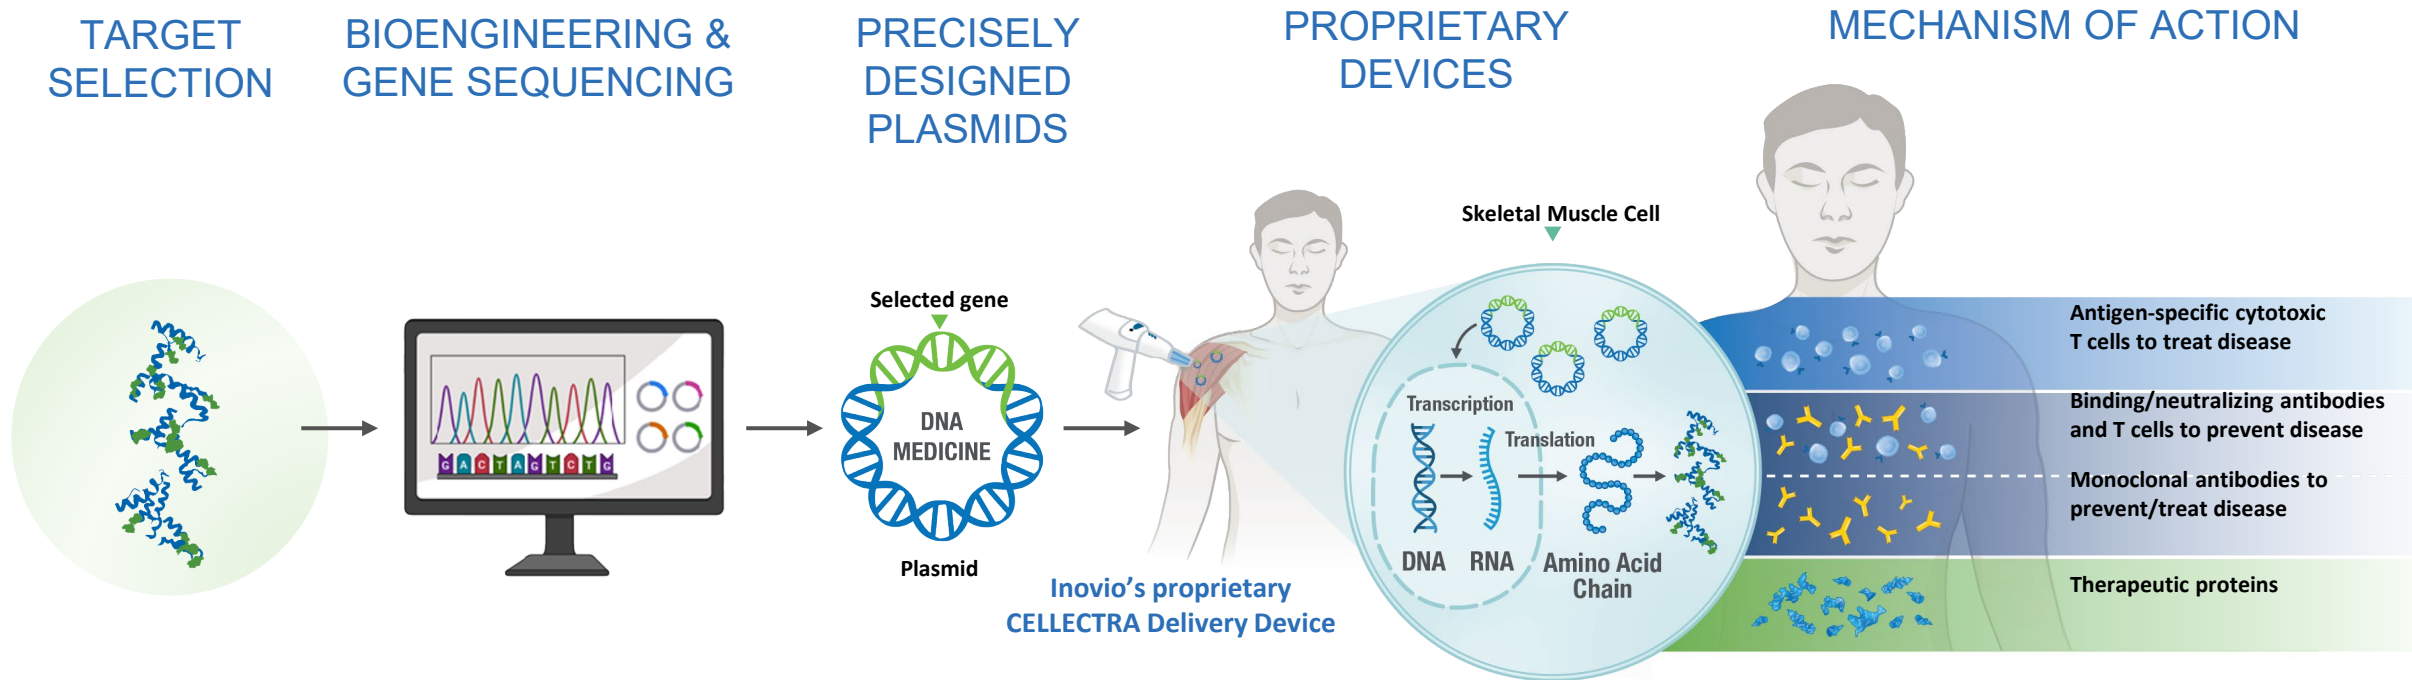 TARGET
SELECTION
BIOENGINEERING &
GENE SEQUENCING
PRECISELY
DESIGNED
PLASMIDS
PROPRIETARY
DEVICES
MECHANISM OF ACTION
G A C T A G T C T G
Selected gene
DNA
MEDICINE
Plasmid
Inovio’s proprietary
CELLECTRA Delivery Device
Skeletal Muscle Cell
Transcription
Translation
DNA
RNA
Amino Acid
Chain
Antigen-specific cytotoxic
T cells to treat disease
Binding/neutralizing antibodies
and T cells to prevent disease
Monoclonal antibodies to
prevent/treat disease
Therapeutic proteins